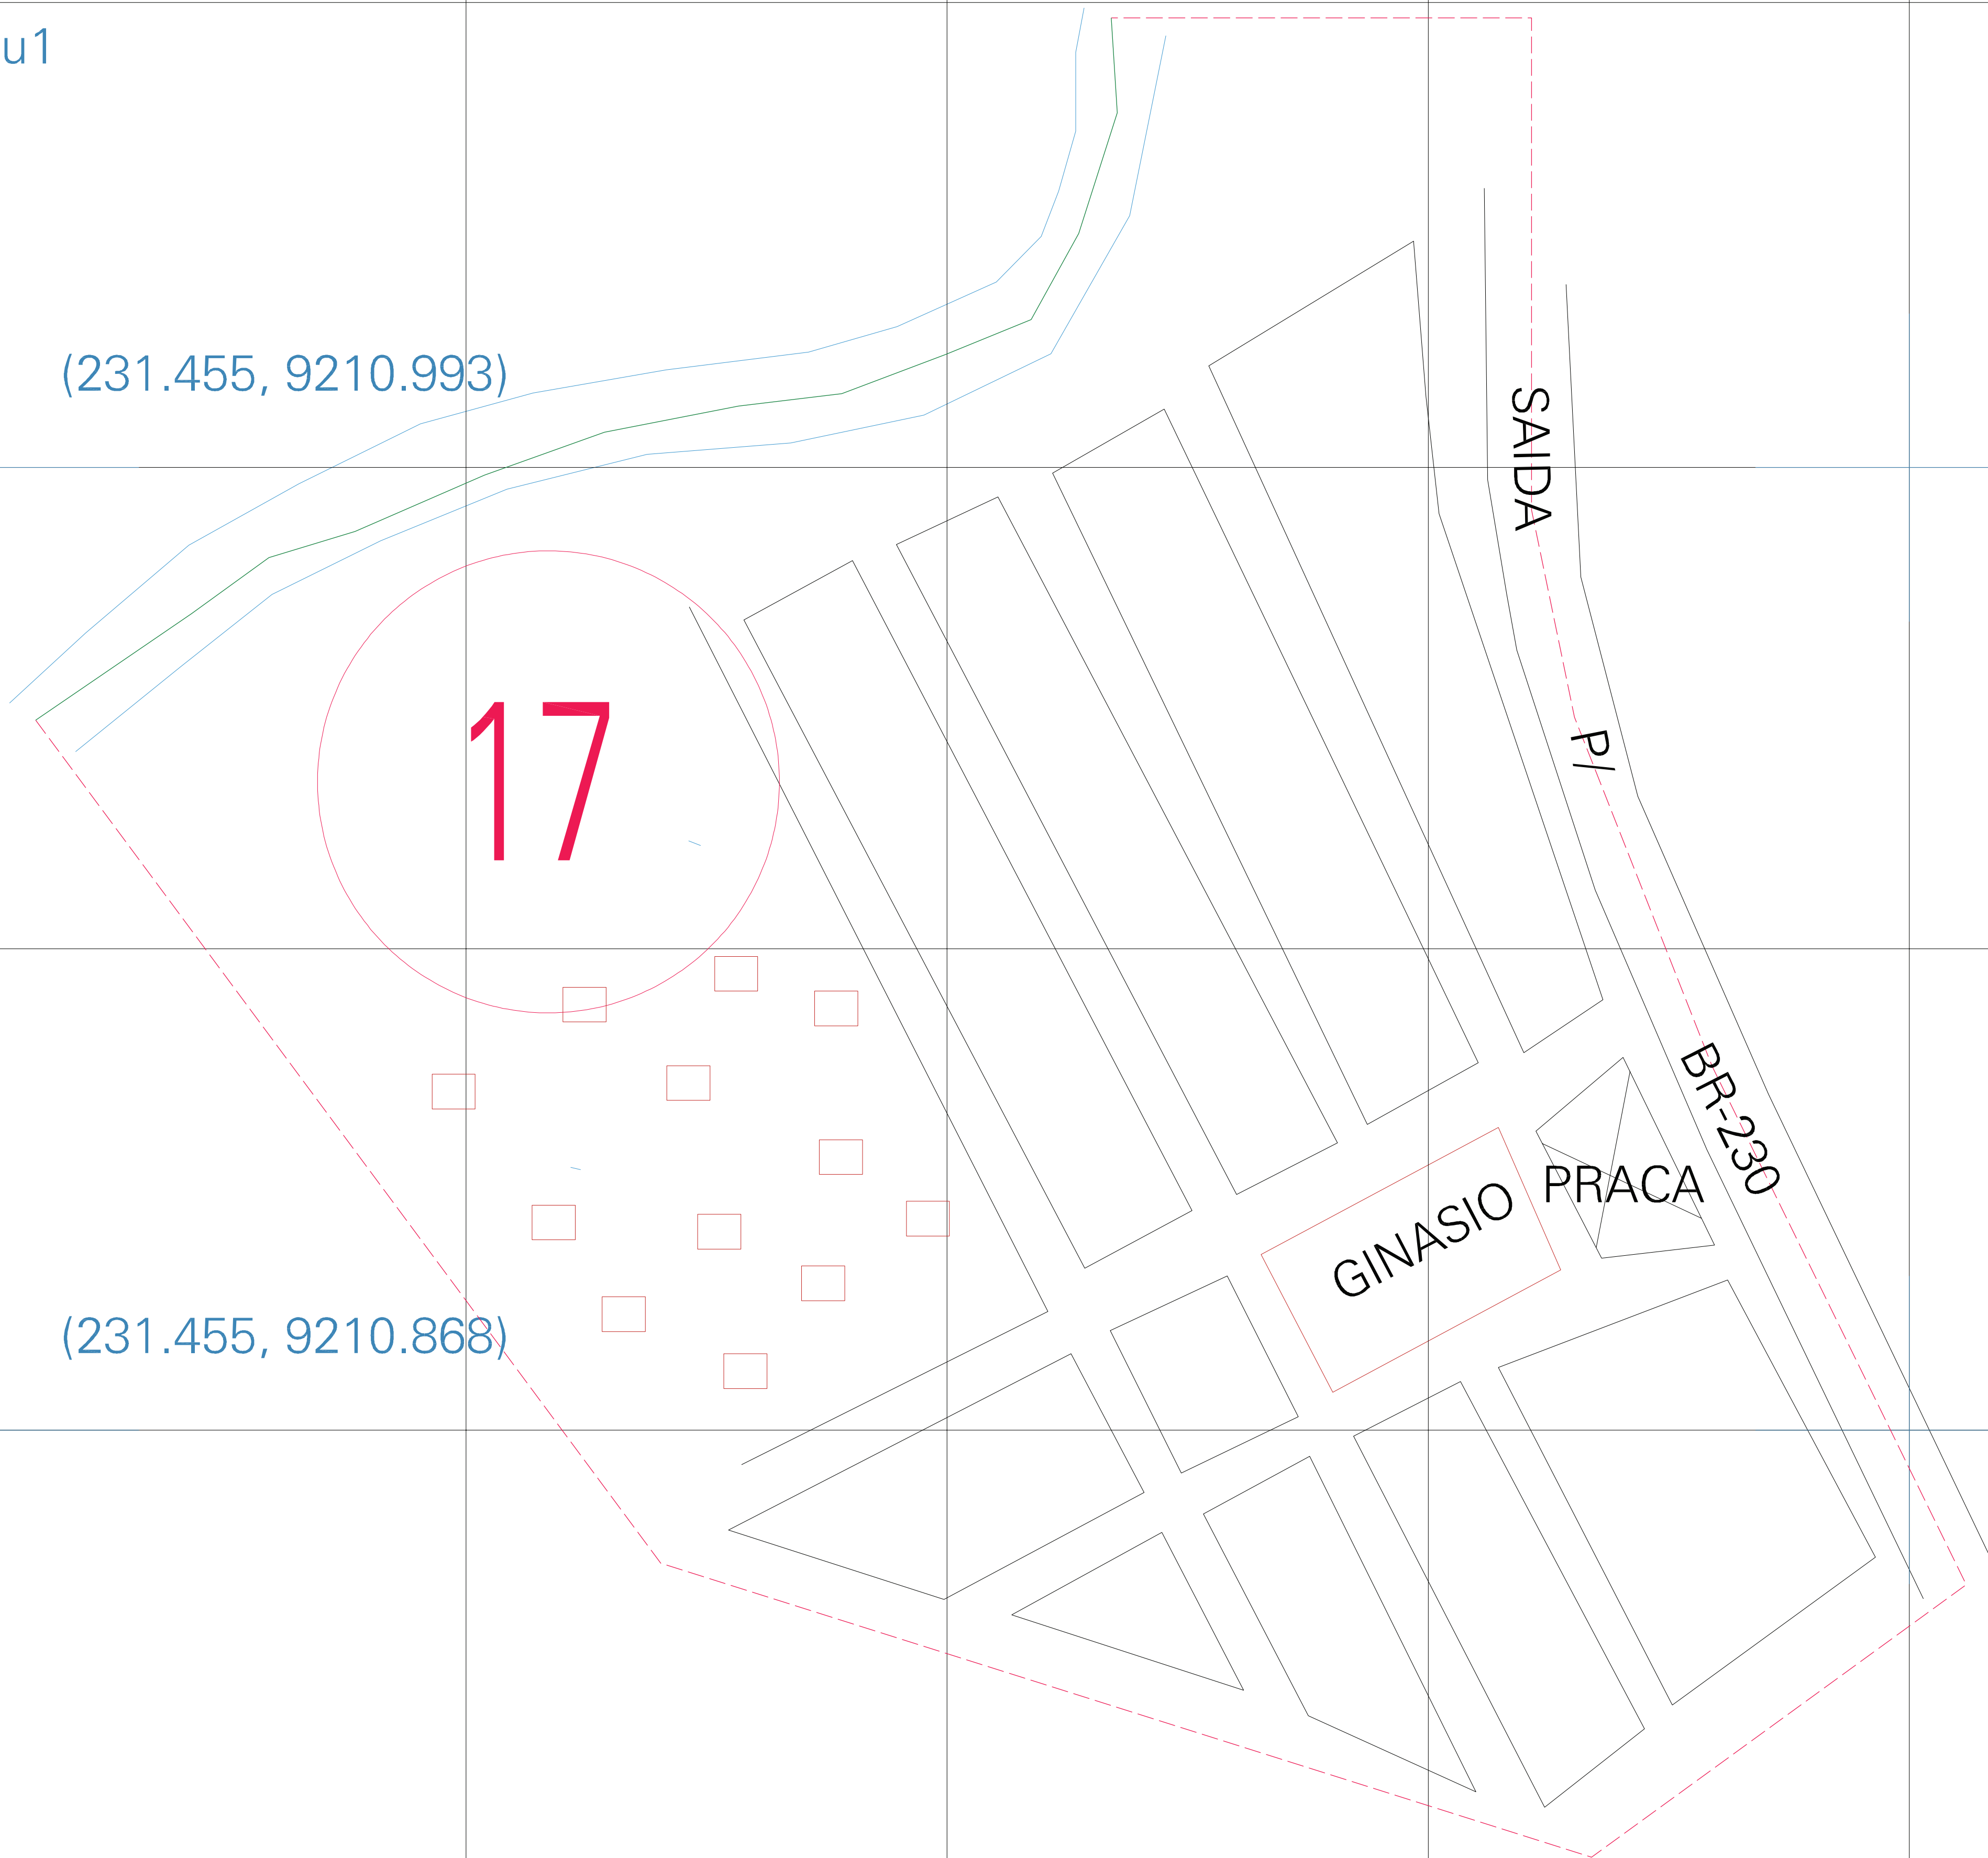 u1
(231.455, 9210.993)
SAIDA
17
P/
BR-230
PRACA
GINASIO
(231.455, 9210.868)